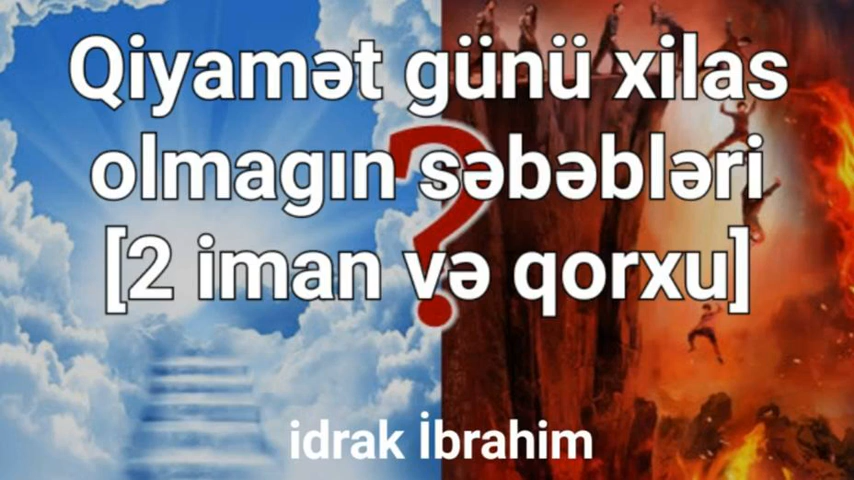 Qiyamət günü xilas
olmagın səbəbləri
?
[2 iman və qorxu]
idrak İbrahim